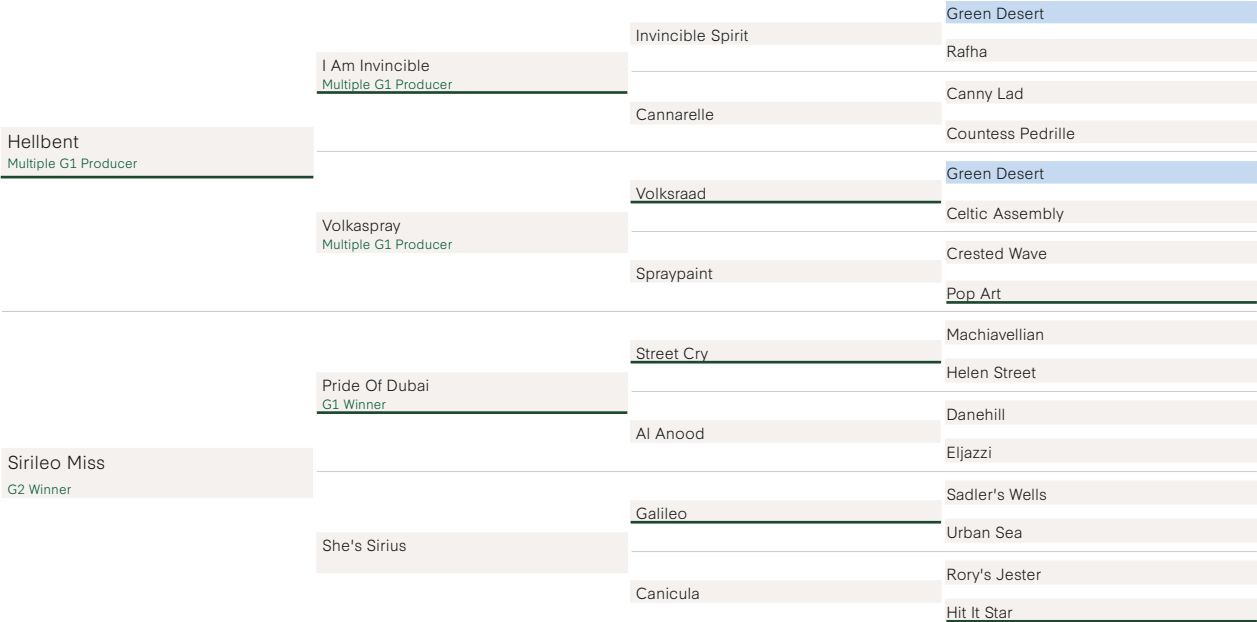 Hellbent
Multiple G1 Producer
Sirileo Miss
G2 Winner
I Am Invincible
Multiple G1 Producer
Volkaspray
Multiple G1 Producer
Pride Of Dubai
G1 Winner
She's Sirius
Invincible Spirit
Cannarelle
Volksraad
Spraypaint
Street Cry
Al Anood
Galileo
Canicula
Green Desert
Rafha
Canny Lad
Countess Pedrille
Green Desert
Celtic Assembly
Crested Wave
Pop Art
Machiavellian
Helen Street
Danehill
Eljazzi
Sadler's Wells
Urban Sea
Rory's Jester
Hit It Star